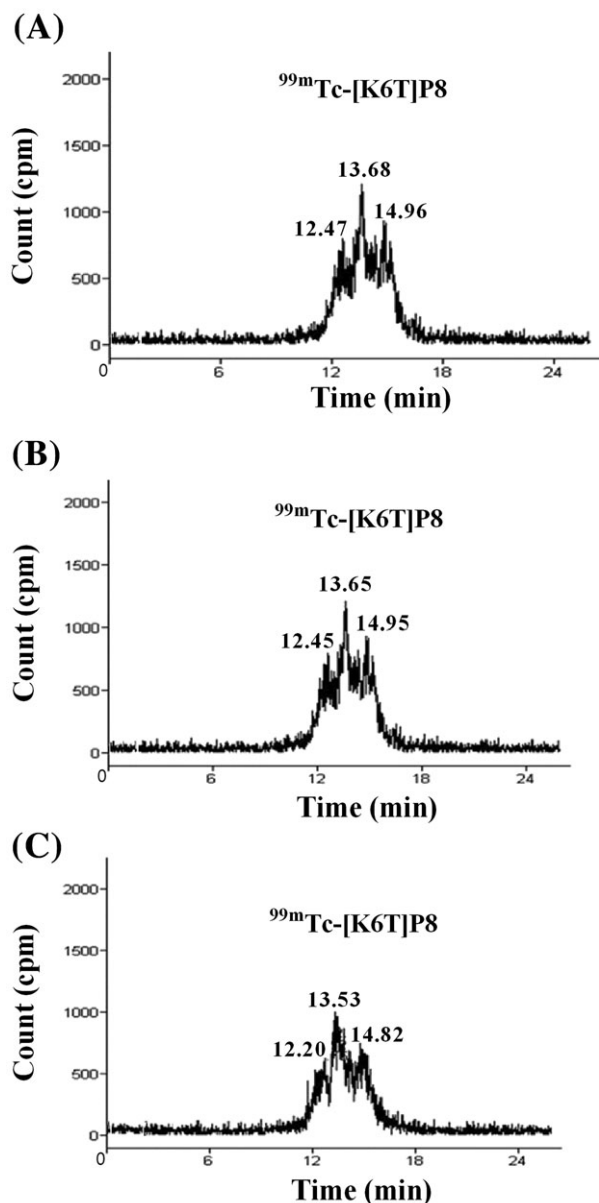 (A)
99mTc-[K6T]P8
2000
1500
1000
500
0
12.47
13.68
14.96
0 6 12 18 24
Count (cpm)
Time (min)
(B)
99mTc-[K6T]P8
2000
1500
1000
500
0
12.45
13.65
14.95
0 6 12 18 24
Count (cpm)
Time (min)
(C)
99mTc-[K6T]P8
2000
1500
1000
500
0
12.20
13.53
14.82
0 6 12 18 24
Count (cpm)
Time (min)